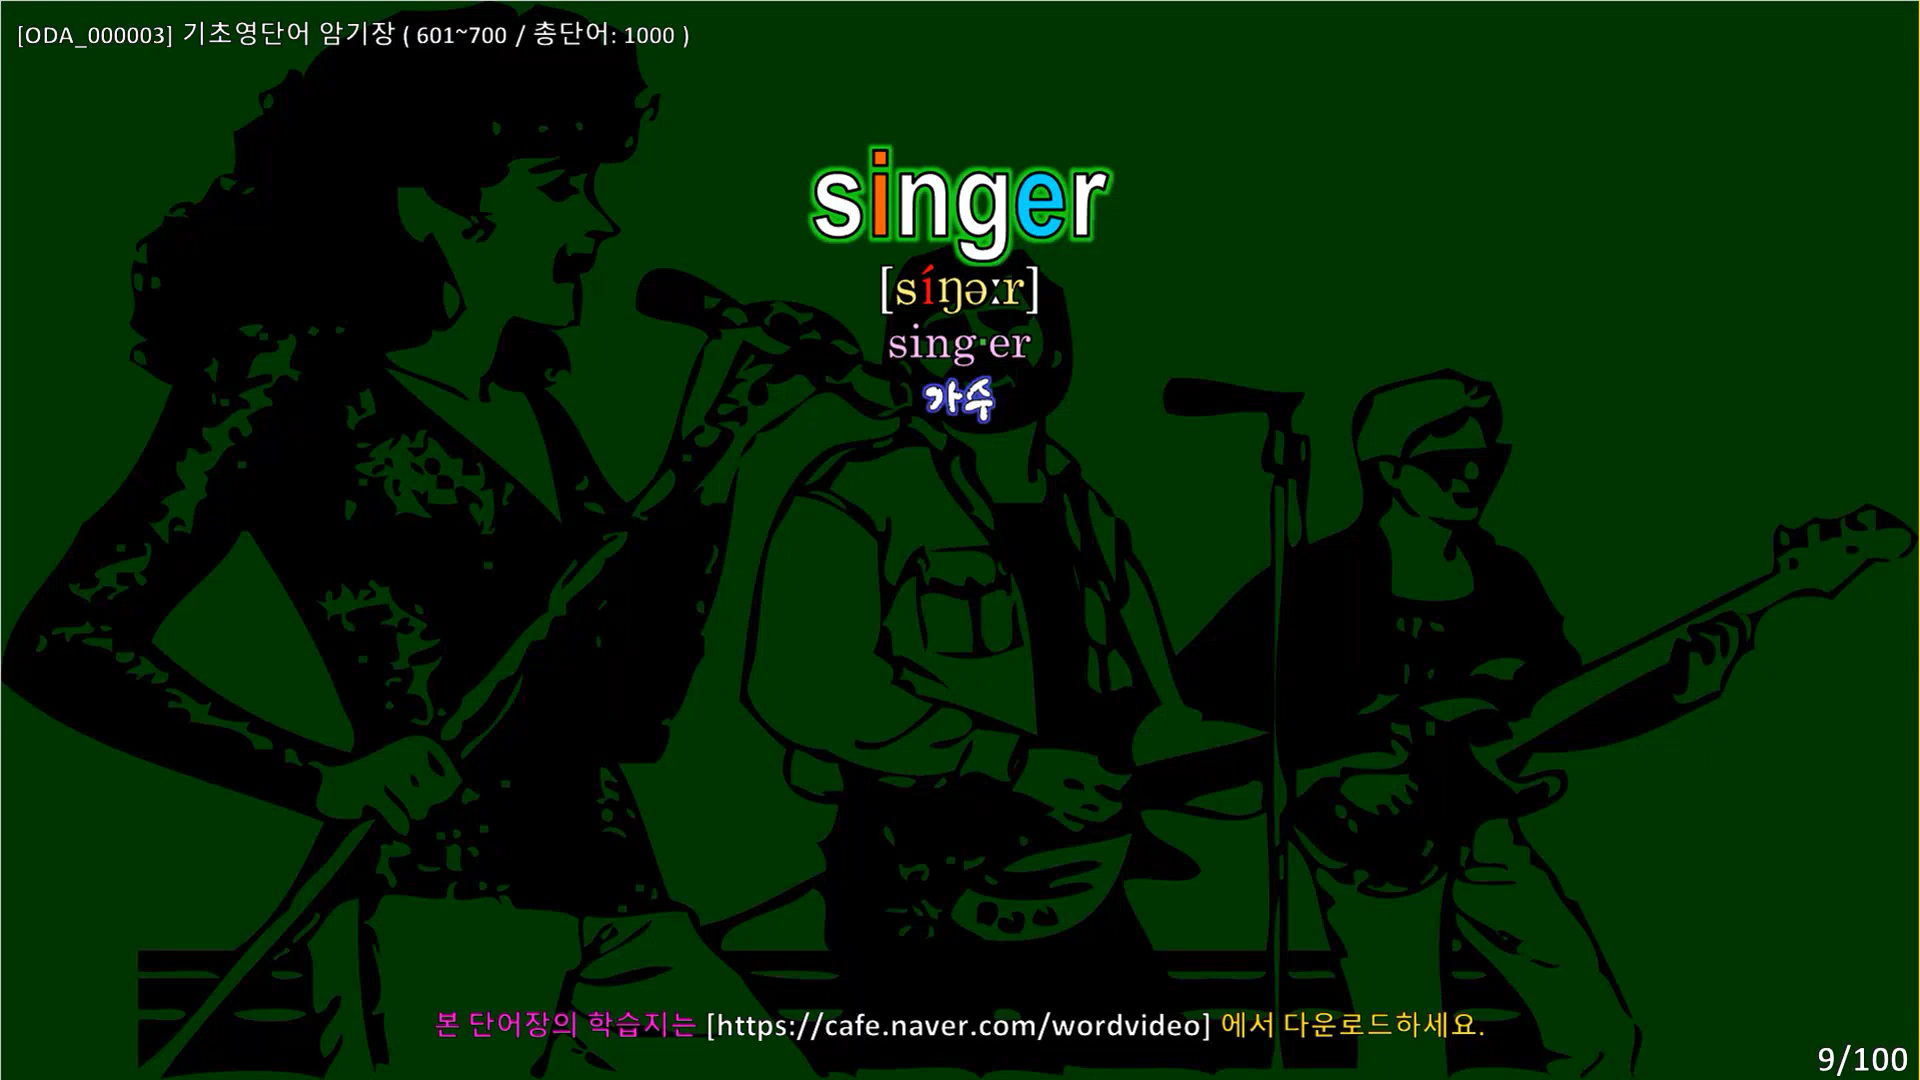 [ODA_000003] 기초영단어 암기장 ( 601~700 / 총단어: 1000 )
singer
[síŋəːr]
sing·er
가수
본 단어장의 학습지는 [https://cafe.naver.com/wordvideo] 에서 다운로드하세요.
9/100